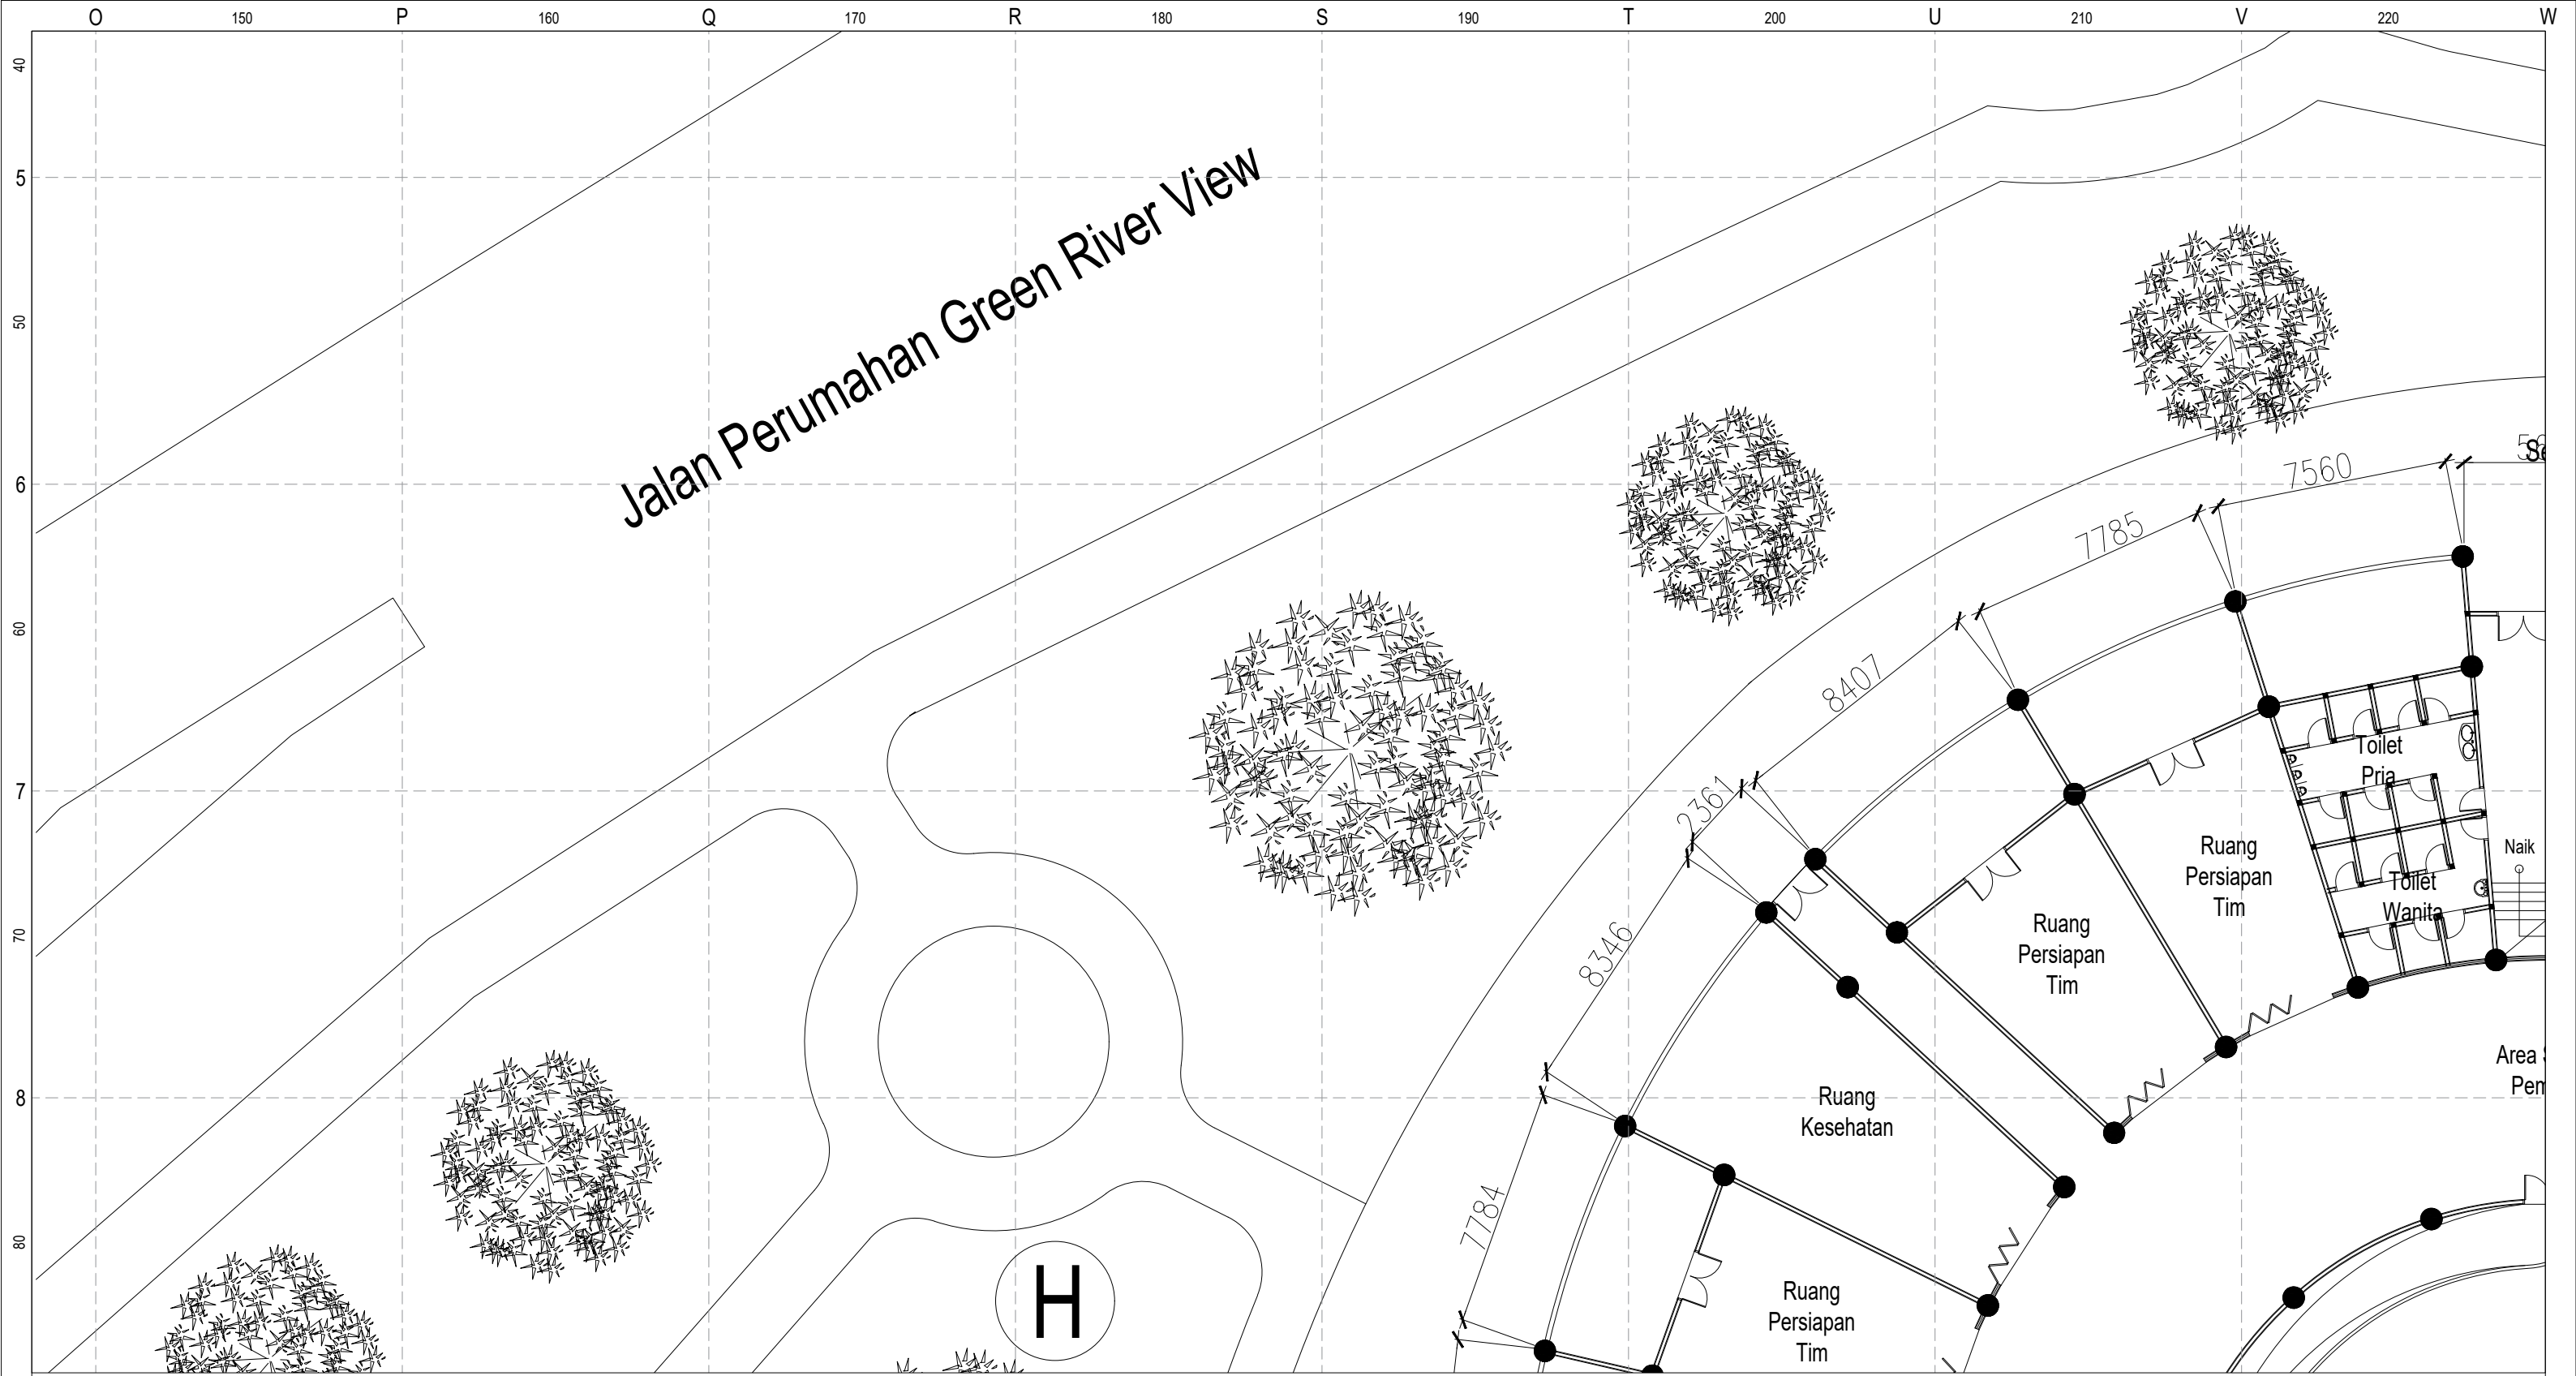 O 150 P 160 Q 170 R 180 S 190 T 200 U 210 V 220 W
40
5
50
6
60
7
70
8
80
Jalan Perumahan Green River View
7560
7785
8407
2361
8346
7784
Toilet
Pria
Toilet
Wanita
Naik
Ruang
Persiapan
Tim
Ruang
Persiapan
Tim
Ruang
Kesehatan
Ruang
Persiapan
Tim
Area
H